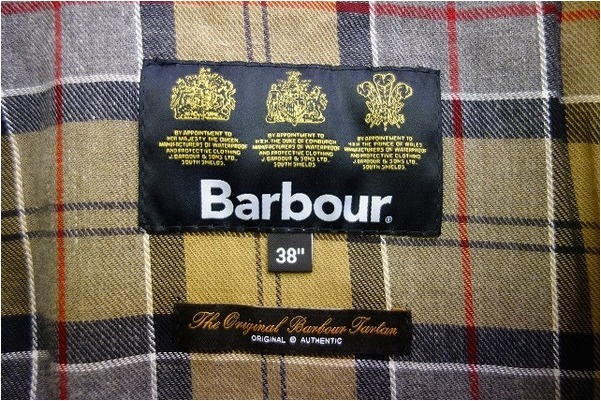 BY APPOINTMENT TO
HER MAJESTY THE QUEEN
MANUFACTURERS OF WATERPROOF
AND PROTECTIVE CLOTHING
J. BARBOUR & SONS LTD.
SOUTH SHIELDS.
BY APPOINTMENT TO
H.R.H. THE DUKE OF EDINBURGH
MANUFACTURERS OF WATERPROOF
AND PROTECTIVE CLOTHING
J. BARBOUR & SONS LTD.
SOUTH SHIELDS.
BY APPOINTMENT TO
H.R.H. THE PRINCE OF WALES
MANUFACTURERS OF WATERPROOF
AND PROTECTIVE CLOTHING
J. BARBOUR & SONS LTD.
SOUTH SHIELDS.
Barbour®
38"
The Original Barbour Tartan
ORIGINAL @ AUTHENTIC